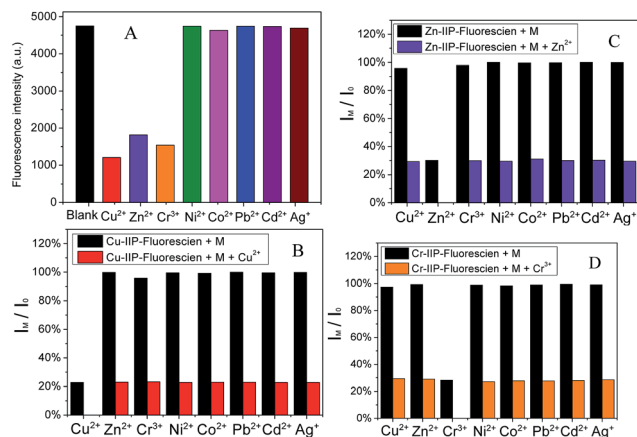 A
Fluorescence intensity (a.u.)
5000
4000
3000
2000
1000
0
Blank Cu²⁺ Zn²⁺ Cr³⁺ Ni²⁺ Co²⁺ Pb²⁺ Cd²⁺ Ag⁺
C
Zn-IIP-Fluorescien + M
Zn-IIP-Fluorescien + M + Zn²⁺
I_M / I_0
120%
100%
80%
60%
40%
20%
0%
Cu²⁺ Zn²⁺ Cr³⁺ Ni²⁺ Co²⁺ Pb²⁺ Cd²⁺ Ag⁺
B
Cu-IIP-Fluorescien + M
Cu-IIP-Fluorescien + M + Cu²⁺
I_M / I_0
120%
100%
80%
60%
40%
20%
0%
Cu²⁺ Zn²⁺ Cr³⁺ Ni²⁺ Co²⁺ Pb²⁺ Cd²⁺ Ag⁺
D
Cr-IIP-Fluorescien + M
Cr-IIP-Fluorescien + M + Cr³⁺
I_M / I_0
120%
100%
80%
60%
40%
20%
0%
Cu²⁺ Zn²⁺ Cr³⁺ Ni²⁺ Co²⁺ Pb²⁺ Cd²⁺ Ag⁺